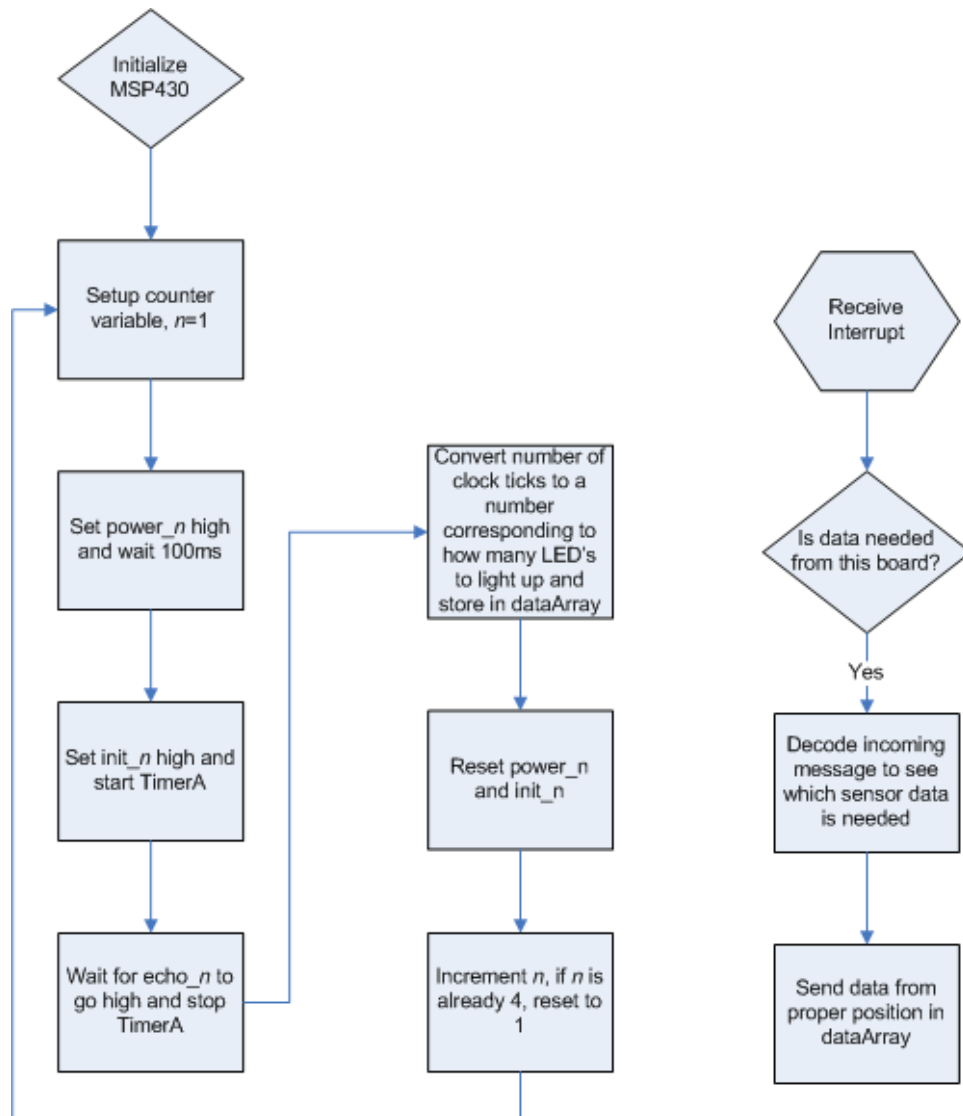 Initialize
MSP430
Setup counter
variable, n=1
Set power_n high
and wait 100ms
Set init_n high and
start TimerA
Wait for echo_n to
go high and stop
TimerA
Convert number of
clock ticks to a
number
corresponding to
how many LED's
to light up and
store in dataArray
Reset power_n
and init_n
Increment n, if n is
already 4, reset to
1
Receive
Interrupt
Is data needed
from this board?
Yes
Decode incoming
message to see
which sensor data
is needed
Send data from
proper position in
dataArray